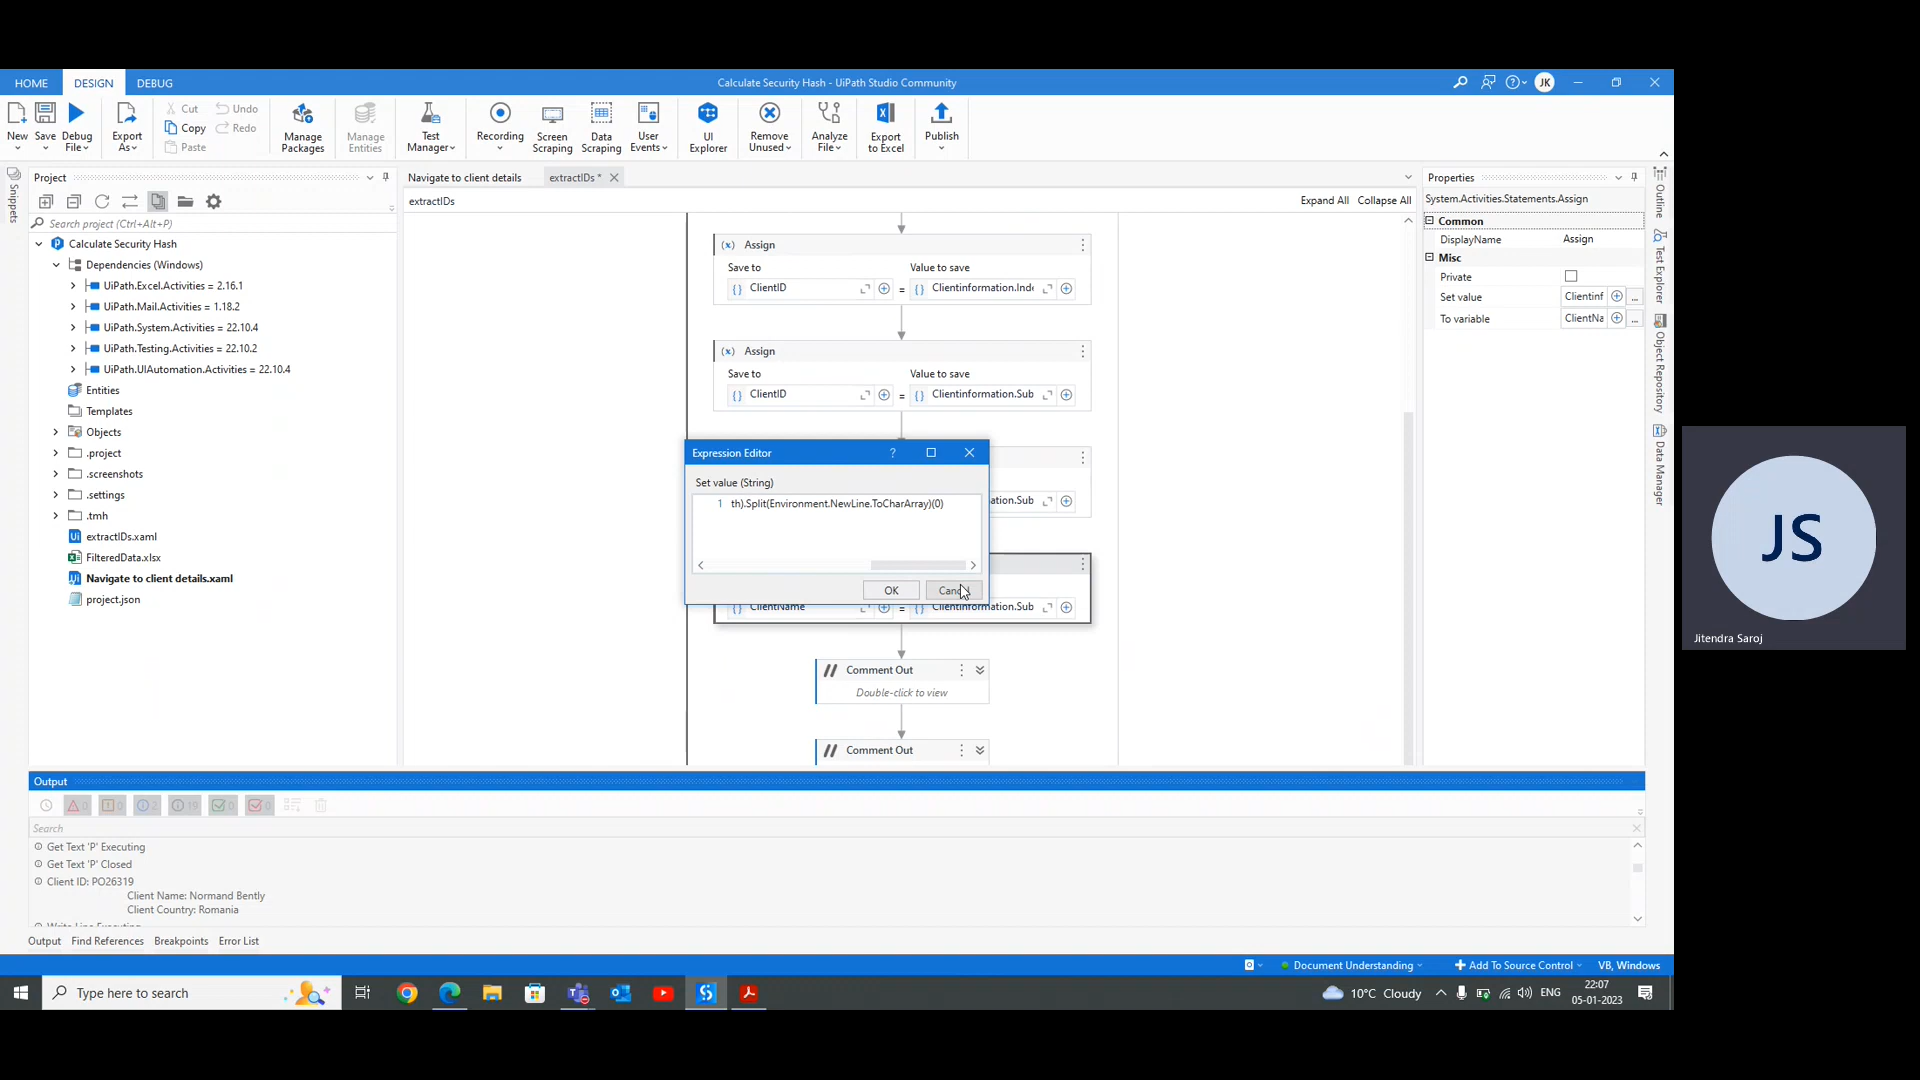 HOME
DESIGN
DEBUG
Calculate Security Hash - UiPath Studio Community
JK
New
Save
Debug File
Export As
Cut
Copy
Paste
Undo
Redo
Manage Packages
Manage Entities
Test Manager
Recording
Screen Scraping
Data Scraping
User Events
UI Explorer
Remove Unused
Analyze File
Export to Excel
Publish
Snippets
Project
Search project (Ctrl+Alt+P)
Calculate Security Hash
Dependencies (Windows)
UiPath.Excel.Activities = 2.16.1
UiPath.Mail.Activities = 1.18.2
UiPath.System.Activities = 22.10.4
UiPath.Testing.Activities = 22.10.2
UiPath.UIAutomation.Activities = 22.10.4
Entities
Templates
Objects
.project
.screenshots
.settings
.tmh
extractIDs.xaml
FilteredData.xlsx
Navigate to client details.xaml
project.json
Navigate to client details
extractIDs *
extractIDs
Expand All
Collapse All
(x) Assign
Save to
Value to save
ClientID
=
Clientinformation.Inde
(x) Assign
Save to
Value to save
ClientID
=
Clientinformation.Sub
Expression Editor
?
Set value (String)
1 th).Split(Environment.NewLine.ToCharArray)(0)
OK
ation.Sub
ClientName
=
Clientinformation.Sub
// Comment Out
Double-click to view
// Comment Out
Properties
System.Activities.Statements.Assign
Common
DisplayName
Assign
Misc
Private
Set value
Clientinf
To variable
ClientNa
Outline
Test Explorer
Object Repository
Data Manager
Output
Search
Get Text 'P' Executing
Get Text 'P' Closed
Client ID: PO26319
Client Name: Normand Bently
Client Country: Romania
Output
Find References
Breakpoints
Error List
Document Understanding
Add To Source Control
VB, Windows
Type here to search
10°C Cloudy
ENG
22:07
05-01-2023
JS
Jitendra Saroj